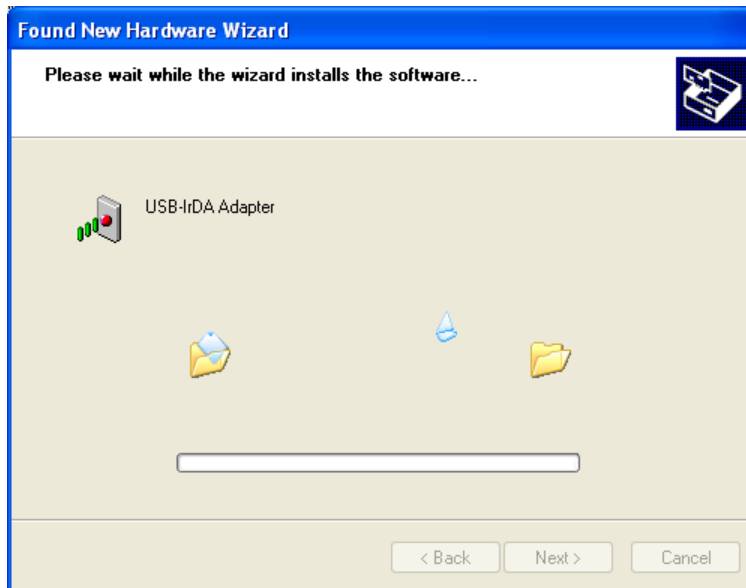 Found New Hardware Wizard
Please wait while the wizard installs the software...
USB-IrDA Adapter
< Back Next > Cancel